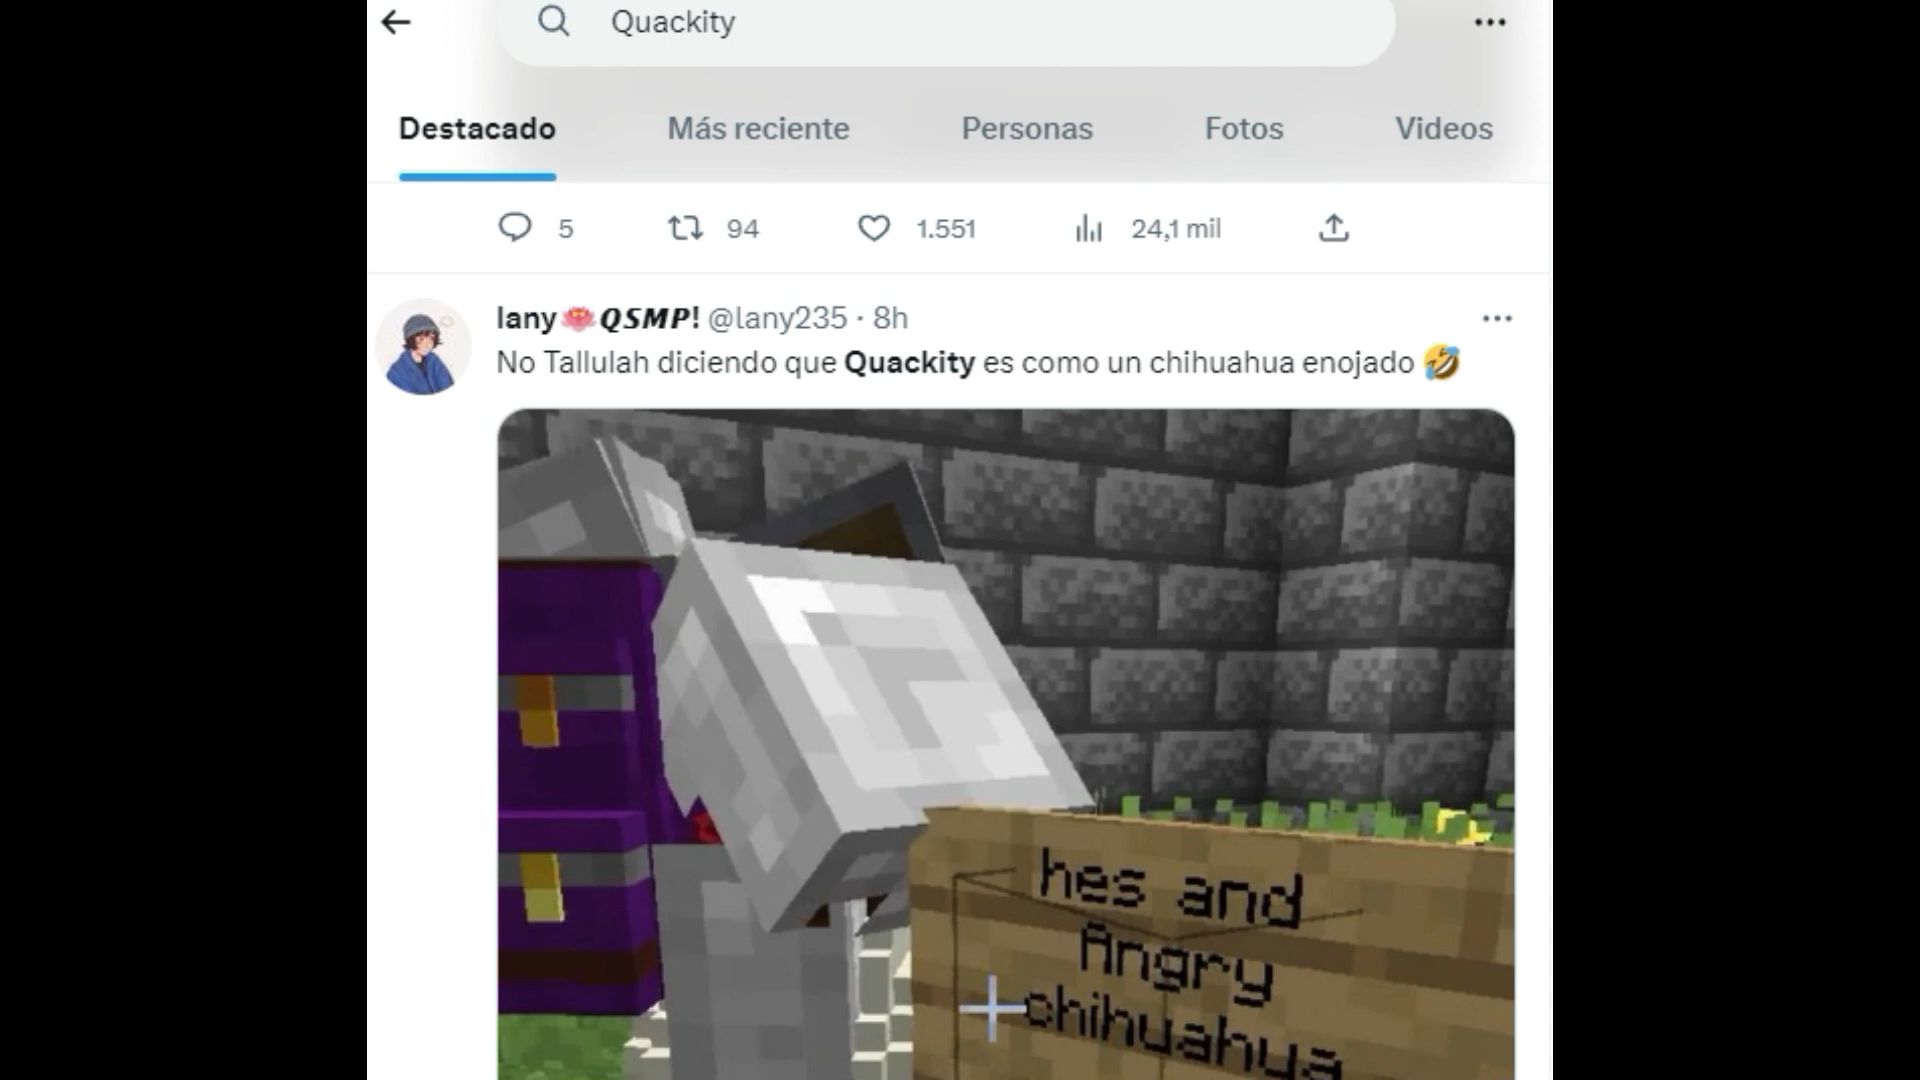 Quackity
Destacado Más reciente Personas Fotos Videos
5 94 1.551 24,1 mil
lany🪷QSMP! @lany235 · 8h
No Tallulah diciendo que Quackity es como un chihuahua enojado 🤣
hes and
Angry
chihuahua